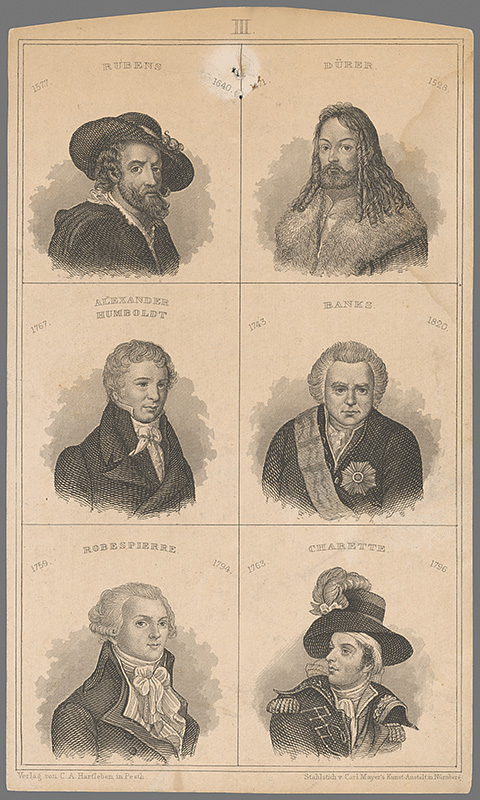 III.
RUBENS
1577.
1640.
DÜRER
1471.
1528.
ALEXANDER
HUMBOLDT
1767.
BANKS
1743.
1820.
ROBESPIERRE
1759.
1794.
CHARETTE
1763
1796
Verlag von C. A. Hartleben in Pesth.
Stahlstich v. Carl Mayer's Kunst-Anstalt in Nürnberg.